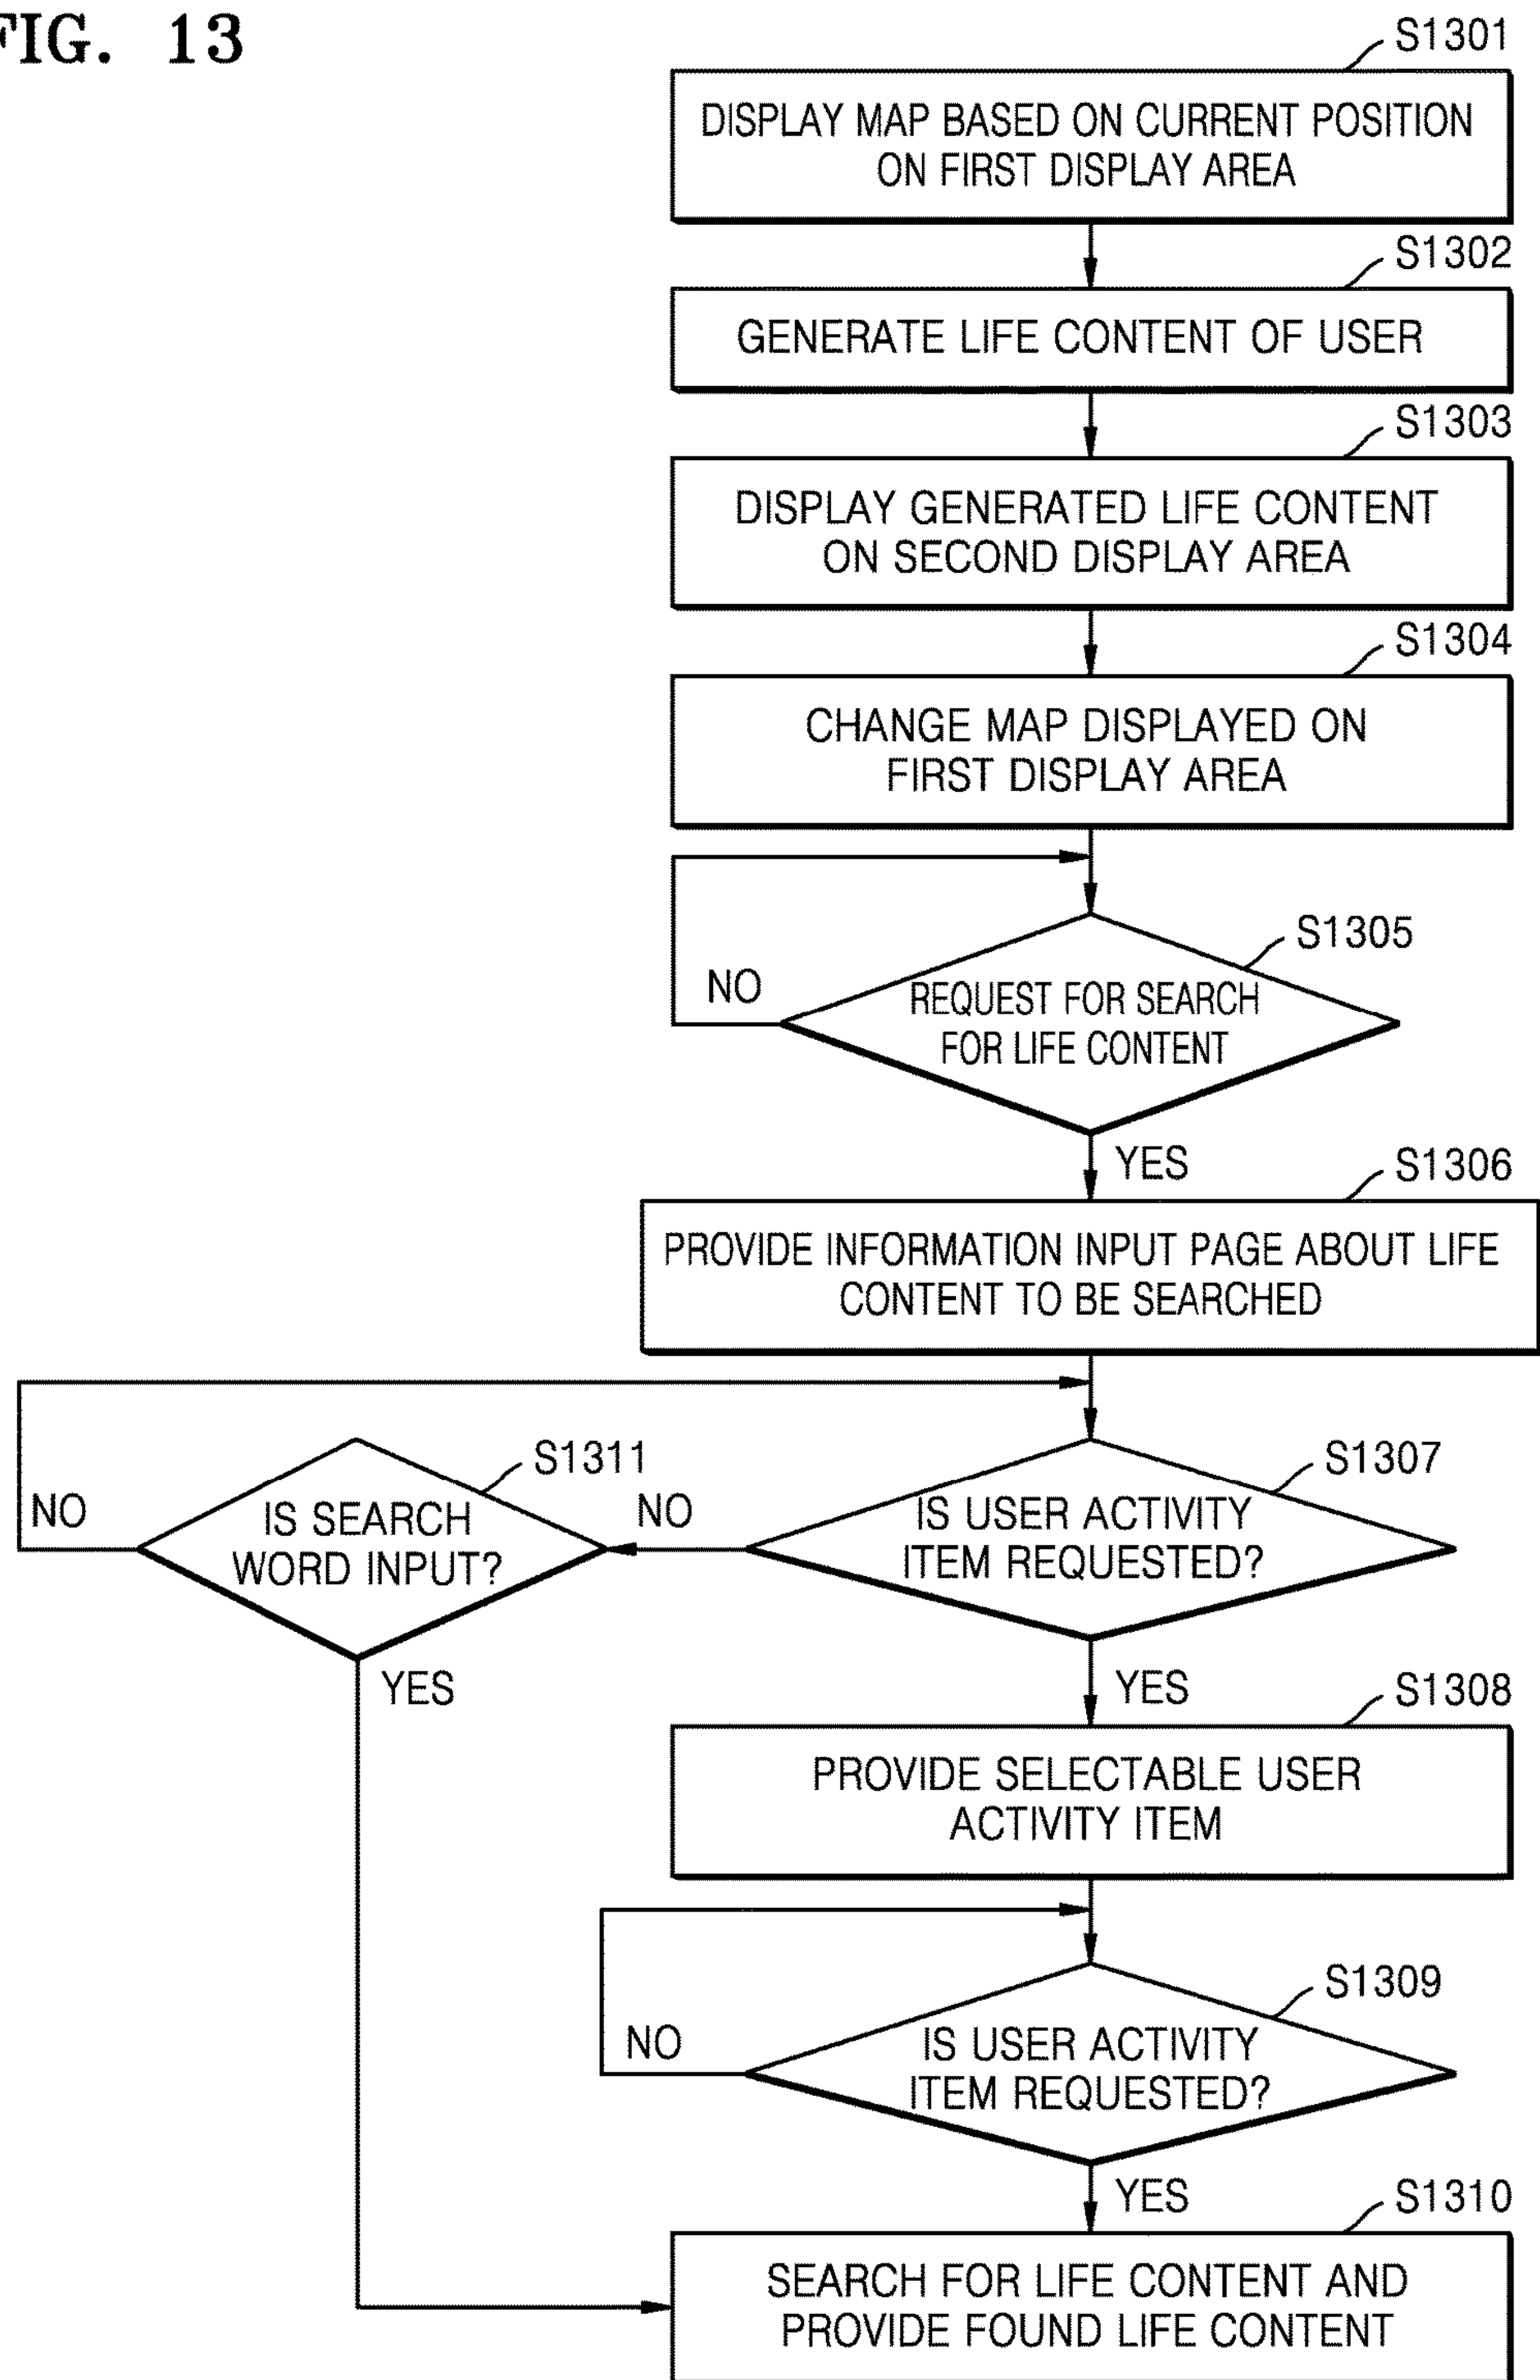 FIG. 13
S1301
DISPLAY MAP BASED ON CURRENT POSITION
ON FIRST DISPLAY AREA
S1302
GENERATE LIFE CONTENT OF USER
S1303
DISPLAY GENERATED LIFE CONTENT
ON SECOND DISPLAY AREA
S1304
CHANGE MAP DISPLAYED ON
FIRST DISPLAY AREA
S1305
NO
REQUEST FOR SEARCH
FOR LIFE CONTENT
YES
S1306
PROVIDE INFORMATION INPUT PAGE ABOUT LIFE
CONTENT TO BE SEARCHED
S1311
NO
IS SEARCH
WORD INPUT?
YES
S1307
NO
IS USER ACTIVITY
ITEM REQUESTED?
YES
S1308
PROVIDE SELECTABLE USER
ACTIVITY ITEM
S1309
NO
IS USER ACTIVITY
ITEM REQUESTED?
YES
S1310
SEARCH FOR LIFE CONTENT AND
PROVIDE FOUND LIFE CONTENT